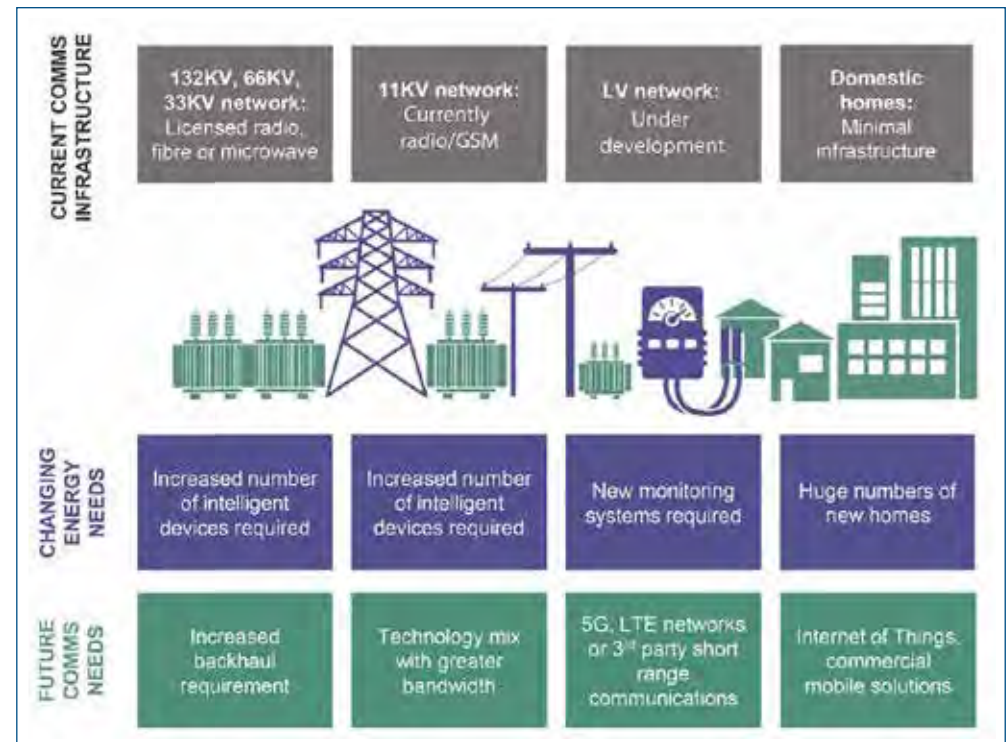 CURRENT COMMS
INFRASTRUCTURE
132KV, 66KV,
33KV network:
Licensed radio,
fibre or microwave
11KV network:
Currently
radio/GSM
LV network:
Under
development
Domestic
homes:
Minimal
infrastructure
CHANGING
ENERGY
NEEDS
Increased number
of intelligent
devices required
Increased number
of intelligent
devices required
New monitoring
systems required
Huge numbers of
new homes
FUTURE
COMMS
NEEDS
Increased
backhaul
requirement
Technology mix
with greater
bandwidth
5G, LTE networks
or 3rd party short
range
communications
Internet of Things,
commercial
mobile solutions